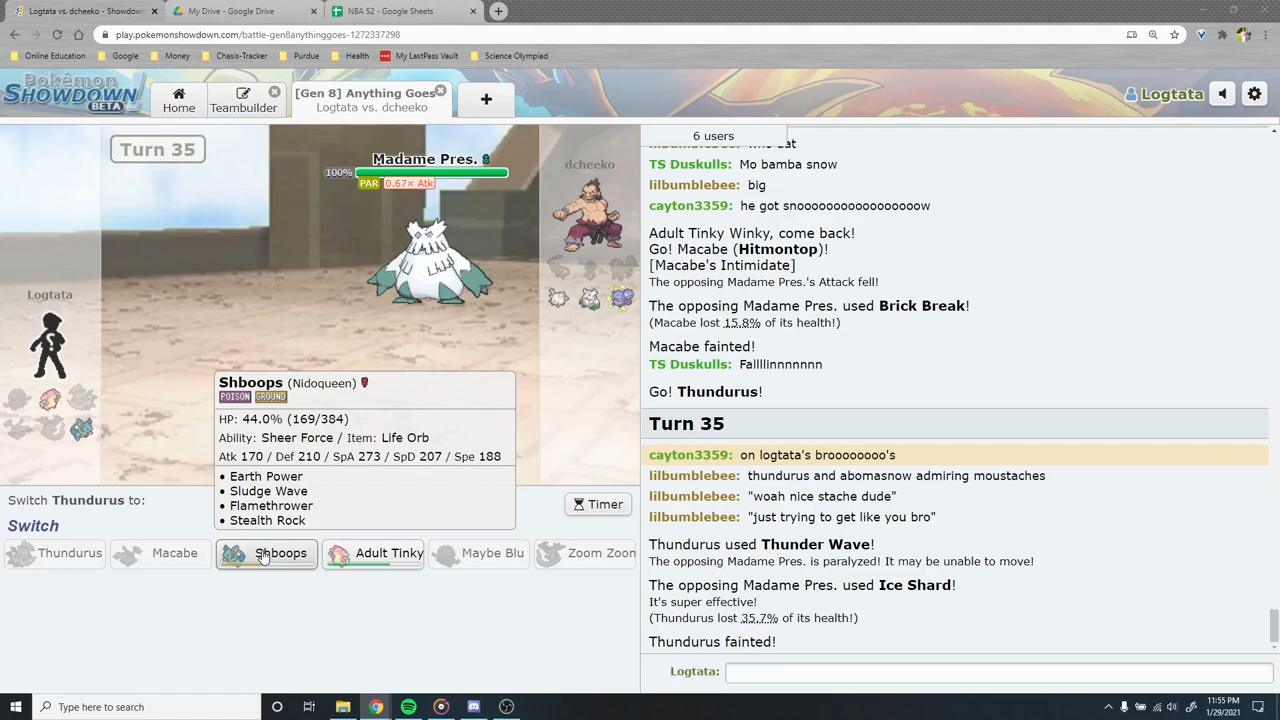 Logtata vs. dcheeko - Showdown
My Drive - Google Drive
NBA S2 - Google Sheets
play.pokemonshowdown.com/battle-gen8anythinggoes-1272337298
Online Education
Google
Money
Chasis-Tracker
Purdue
Health
My LastPass Vault
Science Olympiad
Pokémon
SHOWDOWN
BETA
Home
Teambuilder
[Gen 8] Anything Goes
Logtata vs. dcheeko
Logtata
Turn 35
Madame Pres.
100%
PAR 0.67× Atk
dcheeko
Logtata
Shboops (Nidoqueen)
POISON GROUND
HP: 44.0% (169/384)
Ability: Sheer Force / Item: Life Orb
Atk 170 / Def 210 / SpA 273 / SpD 207 / Spe 188
• Earth Power
• Sludge Wave
• Flamethrower
• Stealth Rock
Switch Thundurus to:
Timer
Switch
Thundurus
Macabe
Shboops
Adult Tinky
Maybe Blu
Zoom Zoom
6 users
TS Duskulls: Mo bamba snow
lilbumblebee: big
cayton3359: he got snooooooooooooooooow
Adult Tinky Winky, come back!
Go! Macabe (Hitmontop)!
[Macabe's Intimidate]
The opposing Madame Pres.'s Attack fell!
The opposing Madame Pres. used Brick Break!
(Macabe lost 15.8% of its health!)
Macabe fainted!
TS Duskulls: Fallllinnnnnnn
Go! Thundurus!
Turn 35
cayton3359: on logtata's broooooooo's
lilbumblebee: thundurus and abomasnow admiring moustaches
lilbumblebee: "woah nice stache dude"
lilbumblebee: "just trying to get like you bro"
Thundurus used Thunder Wave!
The opposing Madame Pres. is paralyzed! It may be unable to move!
The opposing Madame Pres. used Ice Shard!
It's super effective!
(Thundurus lost 35.7% of its health!)
Thundurus fainted!
Logtata:
Type here to search
11:55 PM
1/29/2021